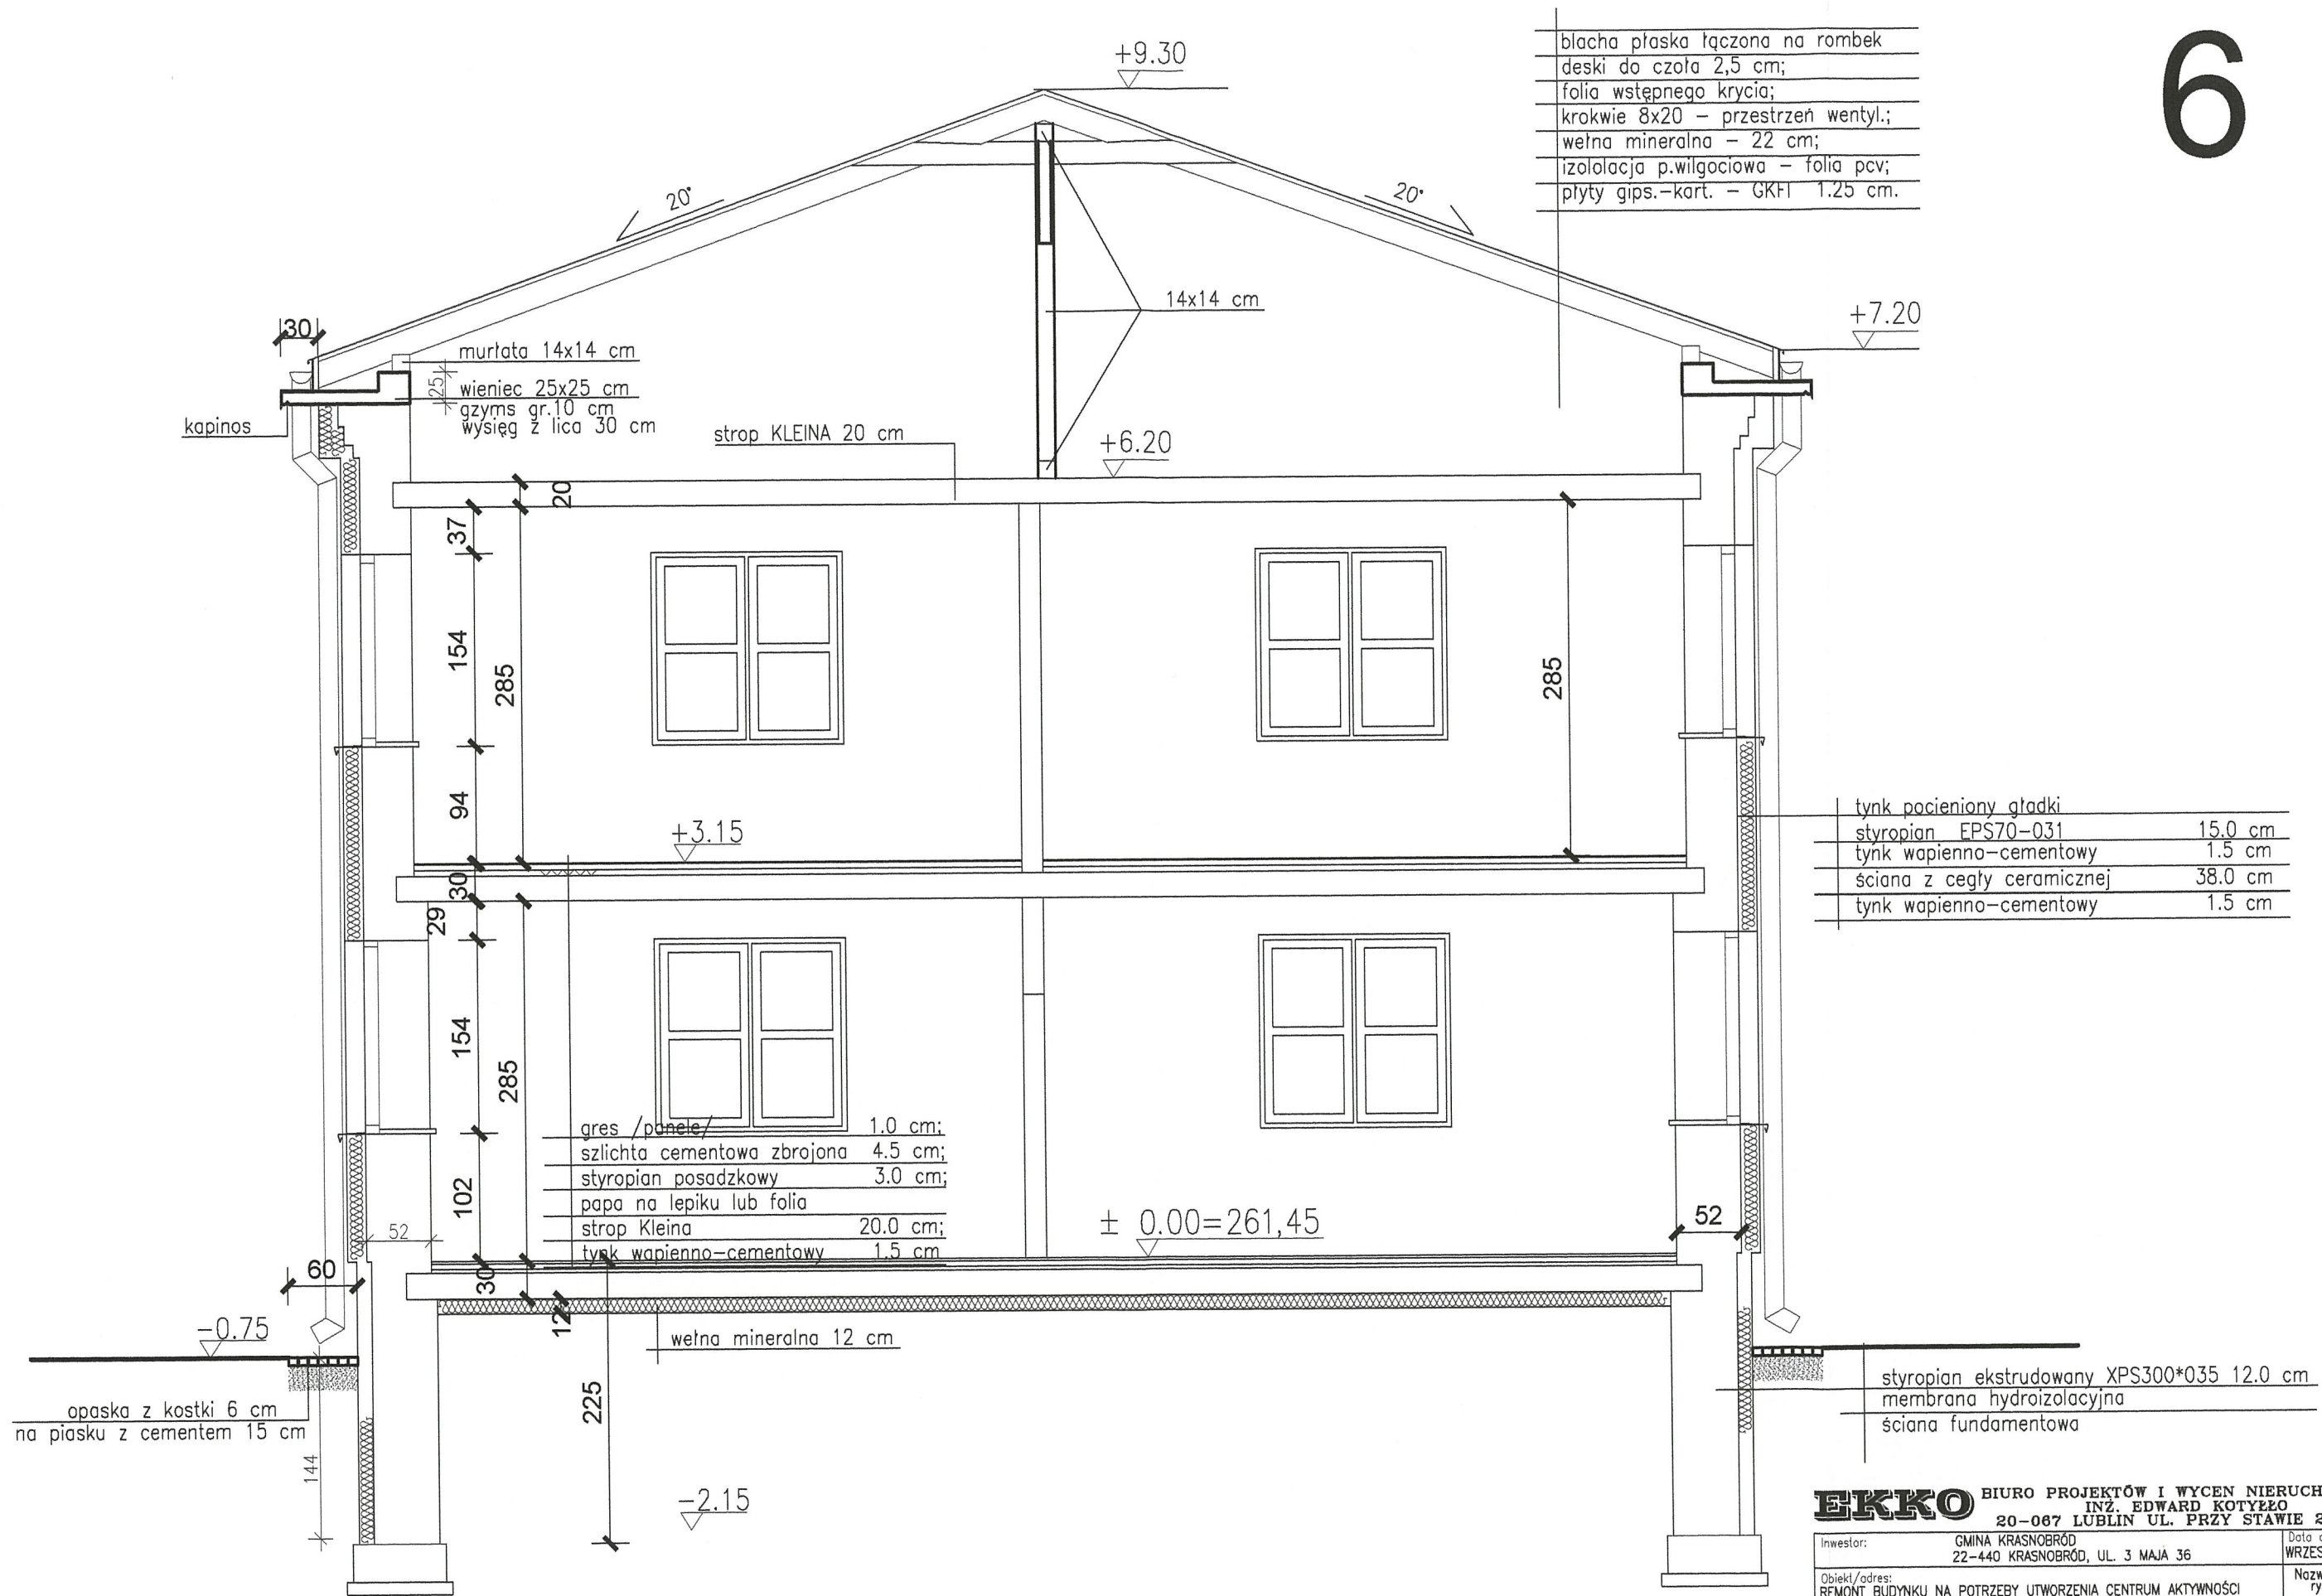 6
+9.30
blacha płaska łączona na rombek
deski do czoła 2,5 cm;
folia wstępnego krycia;
krokwie 8x20 – przestrzeń wentyl.;
wełna mineralna – 22 cm;
izololacja p.wilgociowa – folia pcv;
płyty gips.–kart. – GKFI 1.25 cm.
20°
20°
14x14 cm
+7.20
30
murłata 14x14 cm
25
wieniec 25x25 cm
gzyms gr.10 cm
wysięg z lica 30 cm
kapinos
strop KLEINA 20 cm
+6.20
20
37
154
285
285
94
+3.15
tynk pocieniony gładki
styropian EPS70-031 15.0 cm
tynk wapienno-cementowy 1.5 cm
ściana z cegły ceramicznej 38.0 cm
tynk wapienno-cementowy 1.5 cm
30
29
154
285
gres /panele/ 1.0 cm;
szlichta cementowa zbrojona 4.5 cm;
styropian posadzkowy 3.0 cm;
papa na lepiku lub folia
strop Kleina 20.0 cm;
tynk wapienno-cementowy 1.5 cm
102
52
± 0.00=261,45
52
60
30
12
wełna mineralna 12 cm
-0.75
225
opaska z kostki 6 cm
na piasku z cementem 15 cm
144
-2.15
styropian ekstrudowany XPS300*035 12.0 cm
membrana hydroizolacyjna
ściana fundamentowa
EKKO BIURO PROJEKTÓW I WYCEN NIERUCH
INŻ. EDWARD KOTYŁŁO
20-067 LUBLIN UL. PRZY STAWIE 2
Inwestor: GMINA KRASNOBRÓD
22-440 KRASNOBRÓD, UL. 3 MAJA 36
Data
WRZES
Obiekt/adres:
REMONT BUDYNKU NA POTRZEBY UTWORZENIA CENTRUM AKTYWNOŚCI